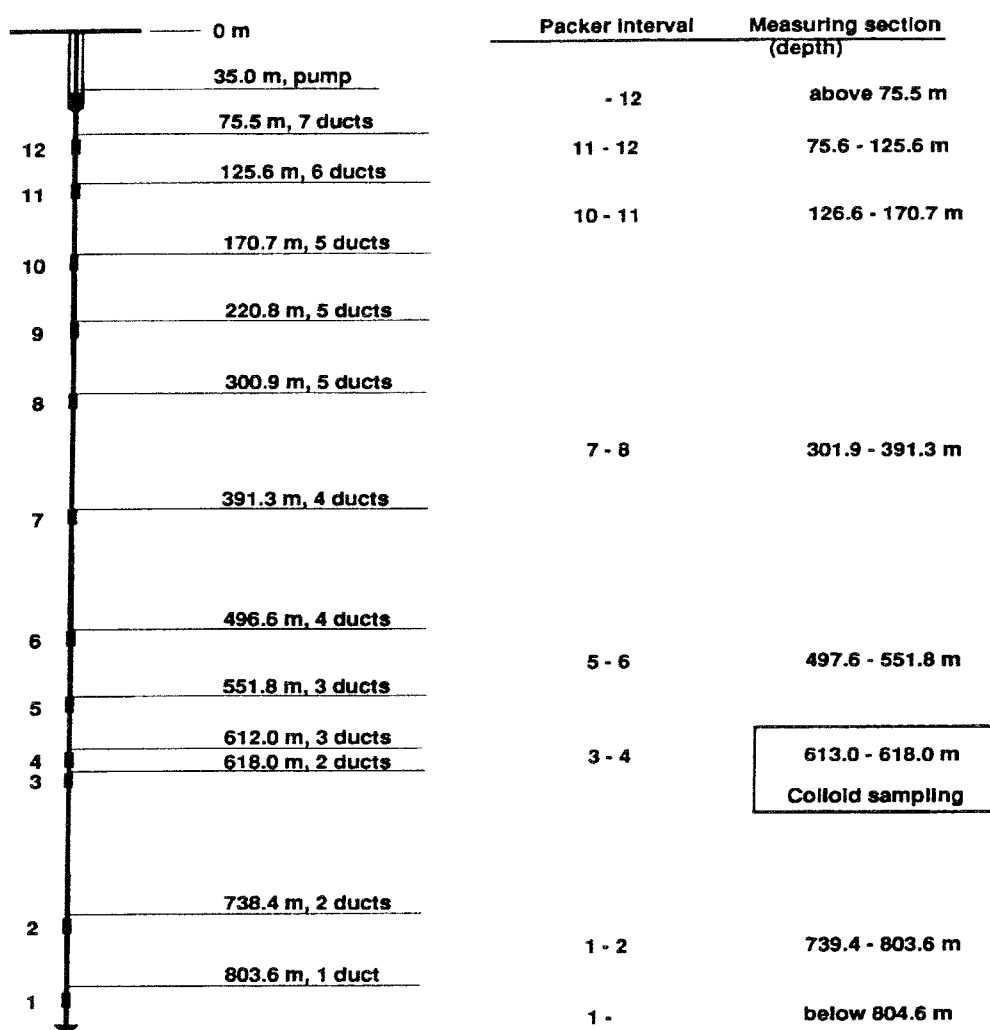 Packer interval Measuring section
(depth)
0 m
35.0 m, pump
- 12 above 75.5 m
75.5 m, 7 ducts
12 11 - 12 75.6 - 125.6 m
125.6 m, 6 ducts
11
10 - 11 126.6 - 170.7 m
170.7 m, 5 ducts
10
220.8 m, 5 ducts
9
300.9 m, 5 ducts
8
7 - 8 301.9 - 391.3 m
391.3 m, 4 ducts
7
496.6 m, 4 ducts
6
5 - 6 497.6 - 551.8 m
551.8 m, 3 ducts
5
612.0 m, 3 ducts
3 - 4 613.0 - 618.0 m
4 618.0 m, 2 ducts
3
Colloid sampling
738.4 m, 2 ducts
2
1 - 2 739.4 - 803.6 m
803.6 m, 1 duct
1
1 - below 804.6 m